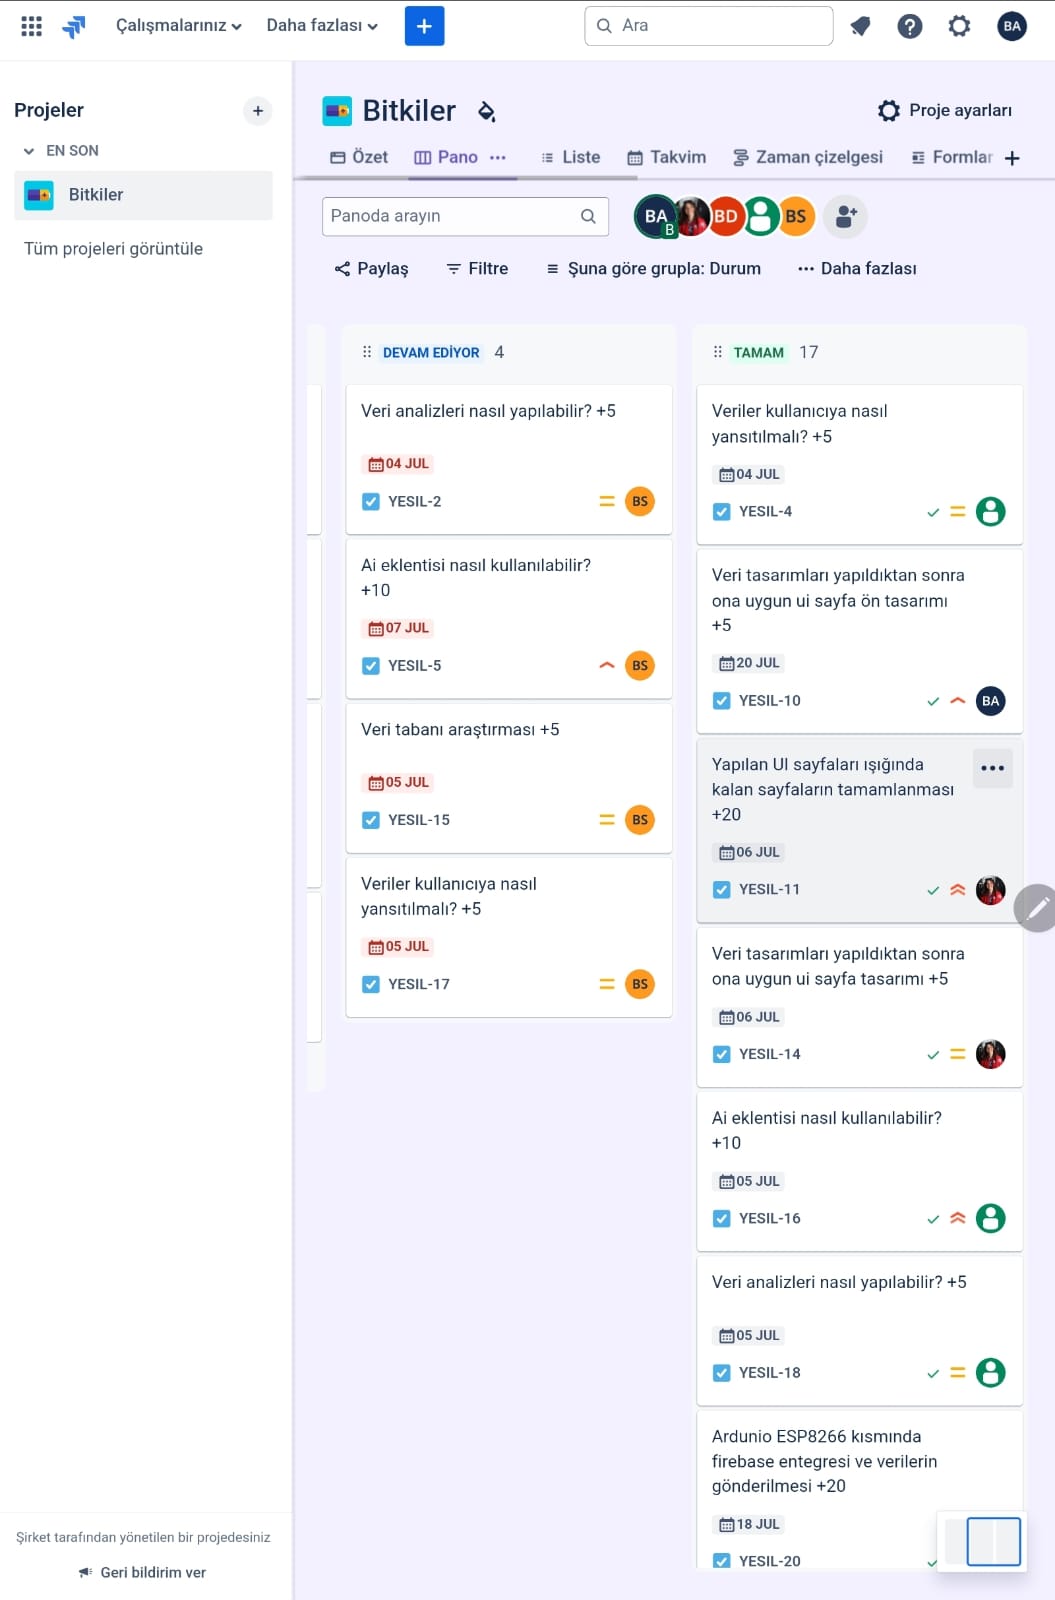 Çalışmalarınız
Daha fazlası
Ara
BA
Projeler
EN SON
Bitkiler
Tüm projeleri görüntüle
Şirket tarafından yönetilen bir projedesiniz
Geri bildirim ver
Bitkiler
Proje ayarları
Özet
Pano
Liste
Takvim
Zaman çizelgesi
Formlar
Panoda arayın
BA
B
BD
BS
Paylaş
Filtre
Şuna göre grupla: Durum
Daha fazlası
DEVAM EDİYOR 4
Veri analizleri nasıl yapılabilir? +5
04 JUL
YESIL-2
BS
Ai eklentisi nasıl kullanılabilir?
+10
07 JUL
YESIL-5
BS
Veri tabanı araştırması +5
05 JUL
YESIL-15
BS
Veriler kullanıcıya nasıl
yansıtılmalı? +5
05 JUL
YESIL-17
BS
TAMAM 17
Veriler kullanıcıya nasıl
yansıtılmalı? +5
04 JUL
YESIL-4
Veri tasarımları yapıldıktan sonra
ona uygun ui sayfa ön tasarımı
+5
20 JUL
YESIL-10
BA
Yapılan UI sayfaları ışığında
kalan sayfaların tamamlanması
+20
06 JUL
YESIL-11
Veri tasarımları yapıldıktan sonra
ona uygun ui sayfa tasarımı +5
06 JUL
YESIL-14
Ai eklentisi nasıl kullanılabilir?
+10
05 JUL
YESIL-16
Veri analizleri nasıl yapılabilir? +5
05 JUL
YESIL-18
Ardunio ESP8266 kısmında
firebase entegresi ve verilerin
gönderilmesi +20
18 JUL
YESIL-20